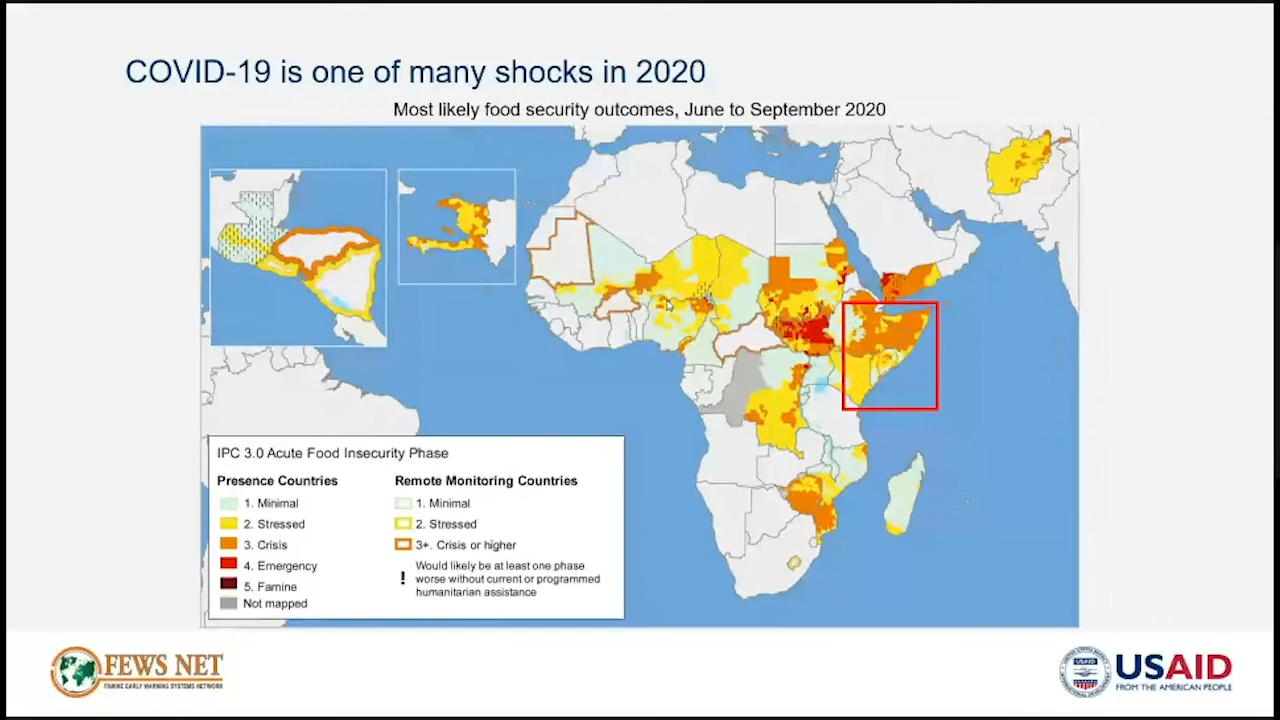 COVID-19 is one of many shocks in 2020
Most likely food security outcomes, June to September 2020
IPC 3.0 Acute Food Insecurity Phase
Presence Countries
1. Minimal
2. Stressed
3. Crisis
4. Emergency
5. Famine
Not mapped
Remote Monitoring Countries
1. Minimal
2. Stressed
3+. Crisis or higher
! Would likely be at least one phase
worse without current or programmed
humanitarian assistance
FEWS NET
FAMINE EARLY WARNING SYSTEMS NETWORK
USAID
USAID
FROM THE AMERICAN PEOPLE